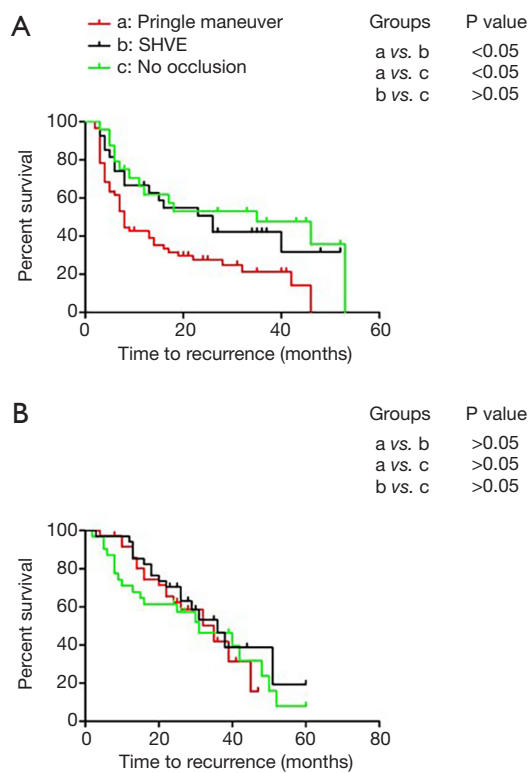 A
a: Pringle maneuver
b: SHVE
c: No occlusion
Groups P value
a vs. b <0.05
a vs. c <0.05
b vs. c >0.05
100
80
60
40
20
0
Percent survival
0 20 40 60
Time to recurrence (months)
B
Groups P value
a vs. b >0.05
a vs. c >0.05
b vs. c >0.05
100
80
60
40
20
0
Percent survival
0 20 40 60 80
Time to recurrence (months)